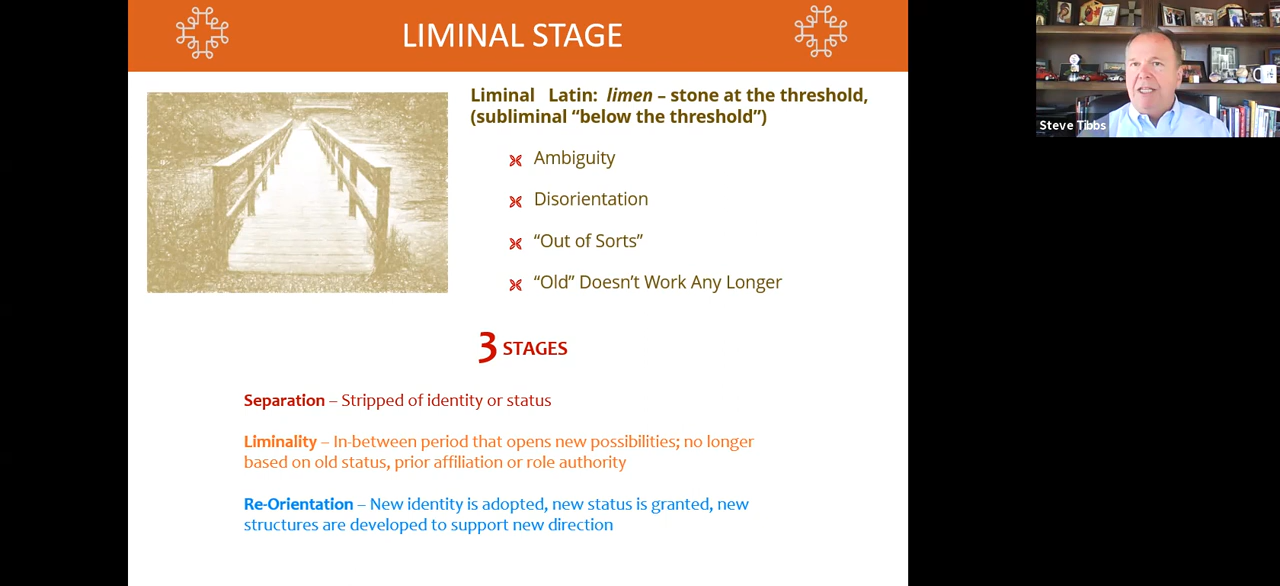 LIMINAL STAGE
Steve Tibbs
Liminal Latin: limen – stone at the threshold,
(subliminal “below the threshold”)
Ambiguity
Disorientation
“Out of Sorts”
“Old” Doesn’t Work Any Longer
3 STAGES
Separation – Stripped of identity or status
Liminality – In-between period that opens new possibilities; no longer
based on old status, prior affiliation or role authority
Re-Orientation – New identity is adopted, new status is granted, new
structures are developed to support new direction